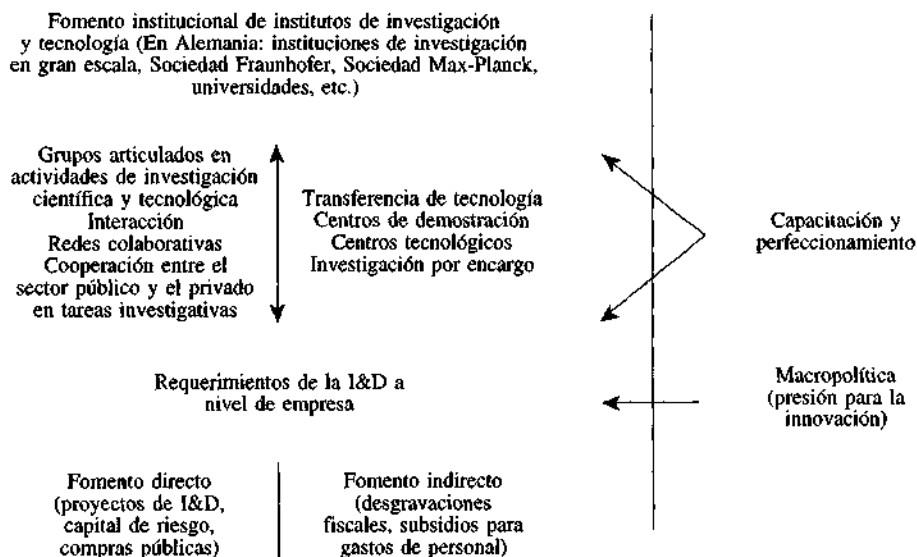 Fomento institucional de institutos de investigación
y tecnología (En Alemania: instituciones de investigación
en gran escala, Sociedad Fraunhofer, Sociedad Max-Planck,
universidades, etc.)
Grupos articulados en
actividades de investigación
científica y tecnológica
Interacción
Redes colaborativas
Cooperación entre el
sector público y el privado
en tareas investigativas
Transferencia de tecnología
Centros de demostración
Centros tecnológicos
Investigación por encargo
Capacitación y
perfeccionamiento
Requerimientos de la I&D a
nivel de empresa
Macropolítica
(presión para la
innovación)
Fomento directo
(proyectos de I&D,
capital de riesgo,
compras públicas)
Fomento indirecto
(desgravaciones
fiscales, subsidios para
gastos de personal)